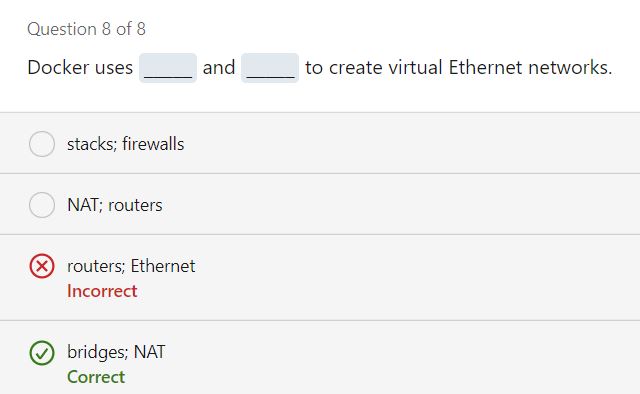 Question 8 of 8
Docker uses _____ and _____ to create virtual Ethernet networks.
stacks; firewalls
NAT; routers
routers; Ethernet
Incorrect
bridges; NAT
Correct